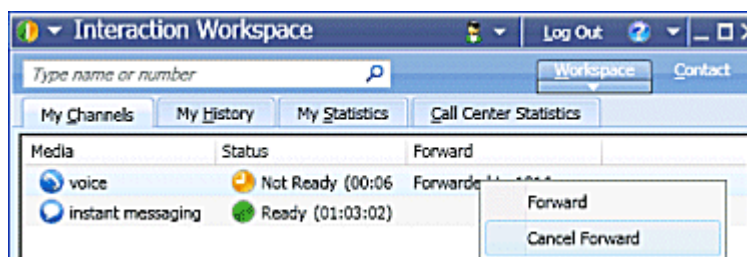 Interaction Workspace Log Out
Type name or number Workspace Contact
My Channels My History My Statistics Call Center Statistics
Media Status Forward
voice Not Ready (00:06
instant messaging Ready (01:03:02)
Forward
Cancel Forward